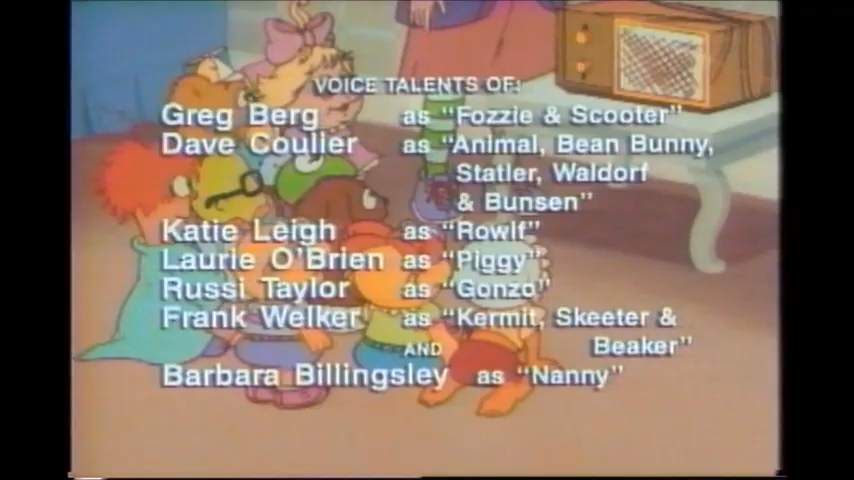 VOICE TALENTS OF:
Greg Berg as "Fozzie & Scooter"
Dave Coulier as "Animal, Bean Bunny,
Statler, Waldorf
& Bunsen"
Katie Leigh as "Rowlf"
Laurie O'Brien as "Piggy"
Russi Taylor as "Gonzo"
Frank Welker as "Kermit, Skeeter &
Beaker"
AND
Barbara Billingsley as "Nanny"